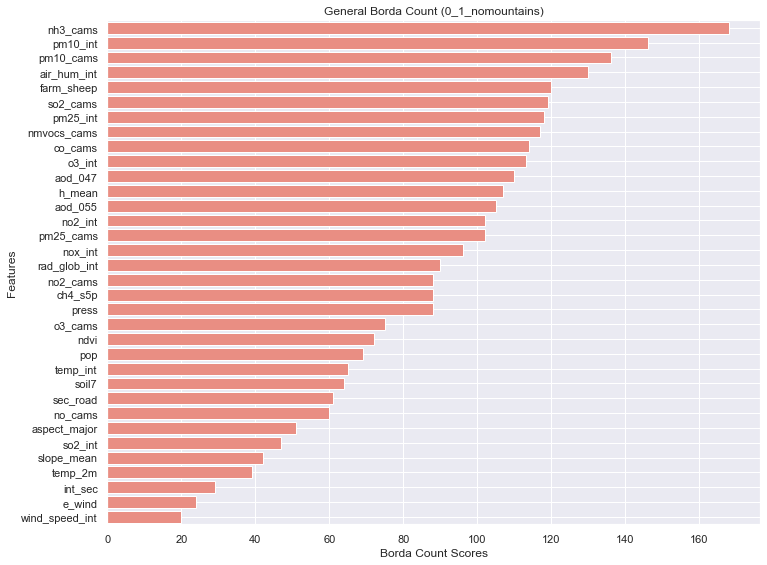 General Borda Count (0_1_nomountains)
Features
nh3_cams
pm10_int
pm10_cams
air_hum_int
farm_sheep
so2_cams
pm25_int
nmvocs_cams
co_cams
o3_int
aod_047
h_mean
aod_055
no2_int
pm25_cams
nox_int
rad_glob_int
no2_cams
ch4_s5p
press
o3_cams
ndvi
pop
temp_int
soil7
sec_road
no_cams
aspect_major
so2_int
slope_mean
temp_2m
int_sec
e_wind
wind_speed_int
0 20 40 60 80 100 120 140 160
Borda Count Scores